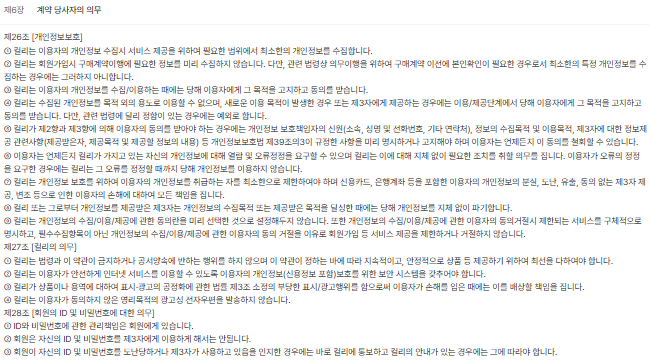 제6장 계약 당사자의 의무
제26조 [개인정보보호]
① 컬리는 이용자의 개인정보 수집시 서비스 제공을 위하여 필요한 범위에서 최소한의 개인정보를 수집합니다.
② 컬리는 회원가입시 구매계약이행에 필요한 정보를 미리 수집하지 않습니다. 다만, 관련 법령상 의무이행을 위하여 구매계약 이전에 본인확인이 필요한 경우로서 최소한의 특정 개인정보를 수
집하는 경우에는 그러하지 아니합니다.
③ 컬리는 이용자의 개인정보를 수집/이용하는 때에는 당해 이용자에게 그 목적을 고지하고 동의를 받습니다.
④ 컬리는 수집된 개인정보를 목적 외의 용도로 이용할 수 없으며, 새로운 이용 목적이 발생한 경우 또는 제3자에게 제공하는 경우에는 이용/제공단계에서 당해 이용자에게 그 목적을 고지하고
동의를 받습니다. 다만, 관련 법령에 달리 정함이 있는 경우에는 예외로 합니다.
⑤ 컬리가 제2항과 제3항에 의해 이용자의 동의를 받아야 하는 경우에는 개인정보 보호책임자의 신원(소속, 성명 및 전화번호, 기타 연락처), 정보의 수집목적 및 이용목적, 제3자에 대한 정보제
공 관련사항(제공받은자, 제공목적 및 제공할 정보의 내용) 등 개인정보보호법 제39조의3이 규정한 사항을 미리 명시하거나 고지해야 하며 이용자는 언제든지 이 동의를 철회할 수 있습니다.
⑥ 이용자는 언제든지 컬리가 가지고 있는 자신의 개인정보에 대해 열람 및 오류정정을 요구할 수 있으며 컬리는 이에 대해 지체 없이 필요한 조치를 취할 의무를 집니다. 이용자가 오류의 정정
을 요구한 경우에는 컬리는 그 오류를 정정할 때까지 당해 개인정보를 이용하지 않습니다.
⑦ 컬리는 개인정보 보호를 위하여 이용자의 개인정보를 취급하는 자를 최소한으로 제한하여야 하며 신용카드, 은행계좌 등을 포함한 이용자의 개인정보의 분실, 도난, 유출, 동의 없는 제3자 제
공, 변조 등으로 인한 이용자의 손해에 대하여 모든 책임을 집니다.
⑧ 컬리 또는 그로부터 개인정보를 제공받은 제3자는 개인정보의 수집목적 또는 제공받은 목적을 달성한 때에는 당해 개인정보를 지체 없이 파기합니다.
⑨ 컬리는 개인정보의 수집/이용/제공에 관한 동의란을 미리 선택한 것으로 설정해두지 않습니다. 또한 개인정보의 수집/이용/제공에 관한 이용자의 동의거절시 제한되는 서비스를 구체적으로
명시하고, 필수수집항목이 아닌 개인정보의 수집/이용/제공에 관한 이용자의 동의 거절을 이유로 회원가입 등 서비스 제공을 제한하거나 거절하지 않습니다.
제27조 [컬리의 의무]
① 컬리는 법령과 이 약관이 금지하거나 공서양속에 반하는 행위를 하지 않으며 이 약관이 정하는 바에 따라 지속적이고, 안정적으로 상품 등 제공하기 위하여 최선을 다하여야 합니다.
② 컬리는 이용자가 안전하게 인터넷 서비스를 이용할 수 있도록 이용자의 개인정보(신용정보 포함)보호를 위한 보안 시스템을 갖추어야 합니다.
③ 컬리가 상품이나 용역에 대하여 표시·광고의 공정화에 관한 법률 제3조 소정의 부당한 표시/광고행위를 함으로써 이용자가 손해를 입은 때에는 이를 배상할 책임을 집니다.
④ 컬리는 이용자가 동의하지 않은 영리목적의 광고성 전자우편을 발송하지 않습니다.
제28조 [회원의 ID 및 비밀번호에 대한 의무]
① ID와 비밀번호에 관한 관리책임은 회원에게 있습니다.
② 회원은 자신의 ID 및 비밀번호를 제3자에게 이용하게 해서는 안됩니다.
③ 회원이 자신의 ID 및 비밀번호를 도난당하거나 제3자가 사용하고 있음을 인지한 경우에는 바로 컬리에 통보하고 컬리의 안내가 있는 경우에는 그에 따라야 합니다.